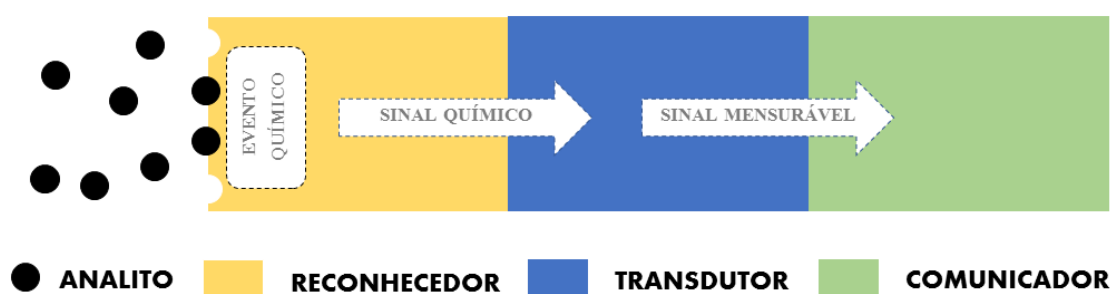 EVENTO
QUÍMICO
SINAL QUÍMICO
SINAL MENSURÁVEL
ANALITO
RECONHECEDOR
TRANSDUTOR
COMUNICADOR